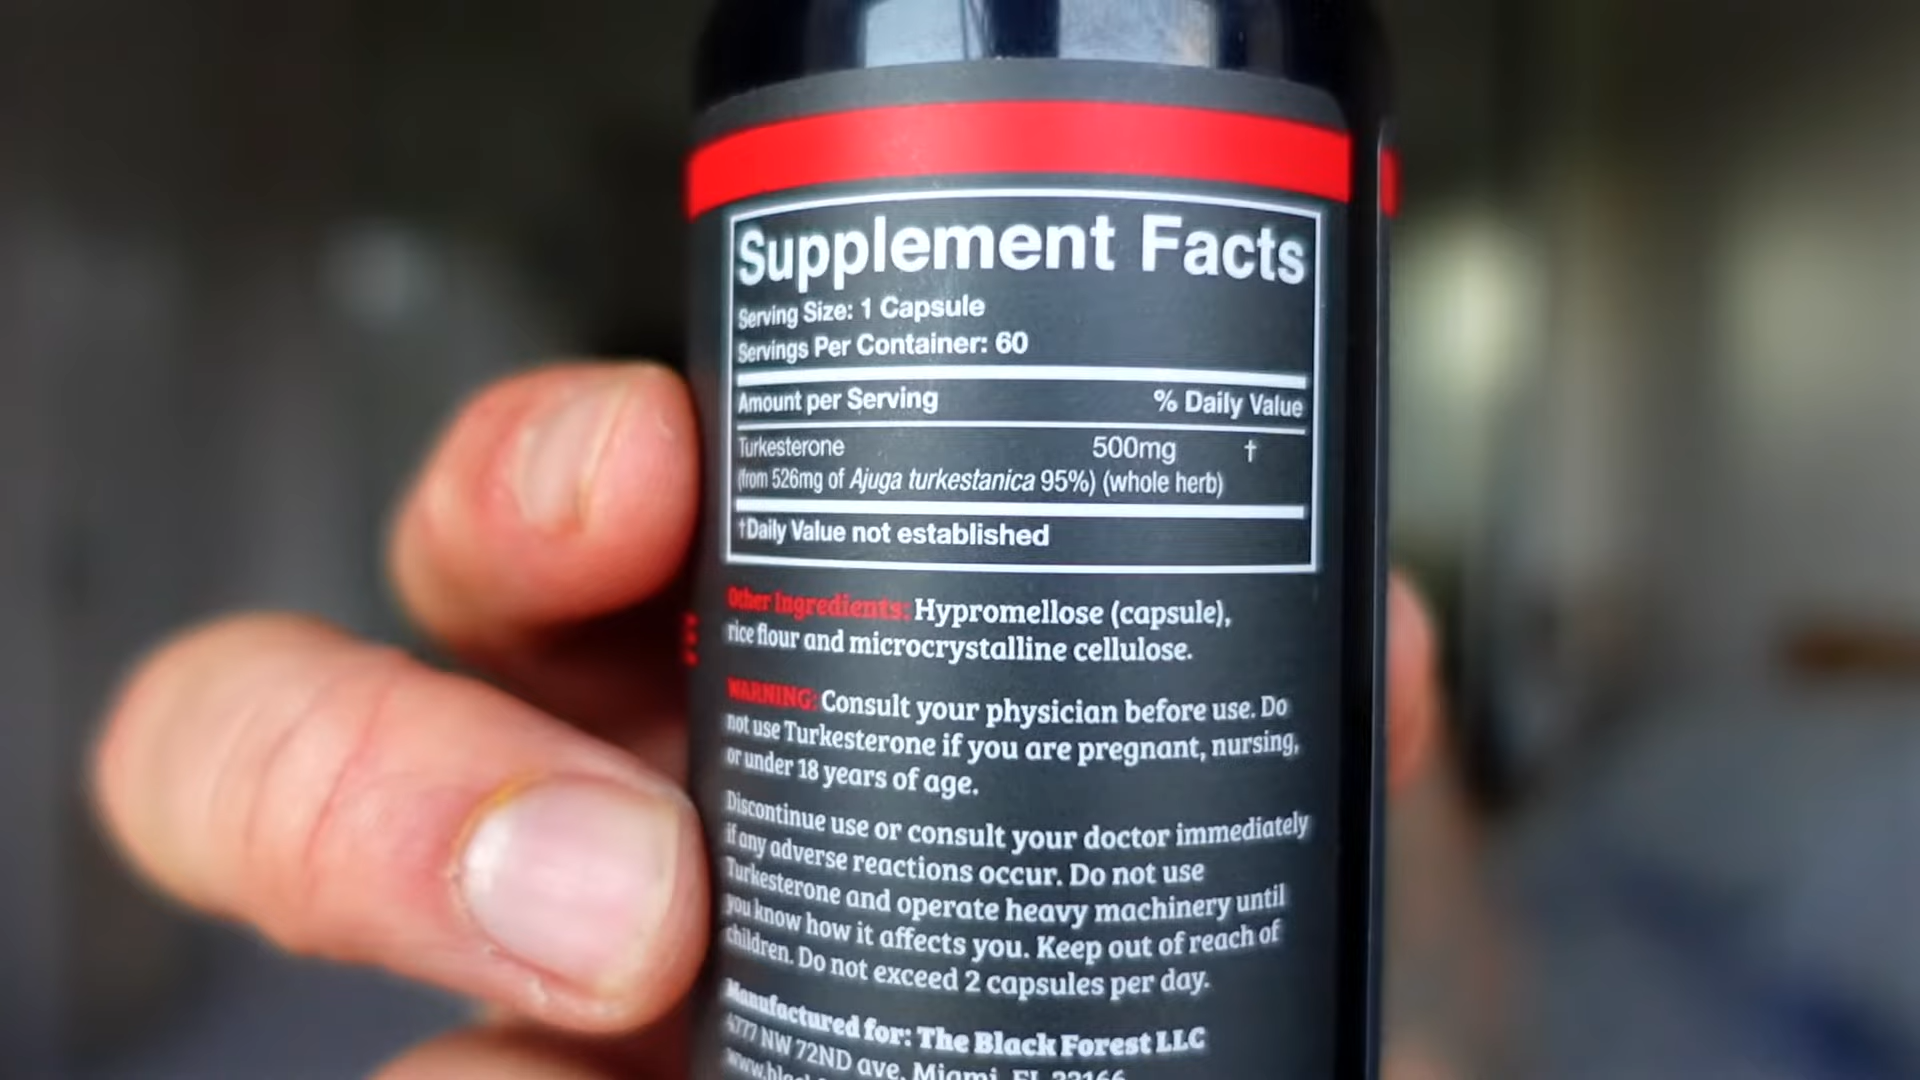 Supplement Facts
Serving Size: 1 Capsule
Servings Per Container: 60
Amount per Serving % Daily Value
Turkesterone 500mg †
(from 526mg of Ajuga turkestanica 95%) (whole herb)
†Daily Value not established
Other Ingredients: Hypromellose (capsule),
rice flour and microcrystalline cellulose.
WARNING: Consult your physician before use. Do
not use Turkesterone if you are pregnant, nursing,
or under 18 years of age.
Discontinue use or consult your doctor immediately
if any adverse reactions occur. Do not use
Turkesterone and operate heavy machinery until
you know how it affects you. Keep out of reach of
children. Do not exceed 2 capsules per day.
Manufactured for: The Black Forest LLC
4777 NW 72ND ave, Miami, FL 33166